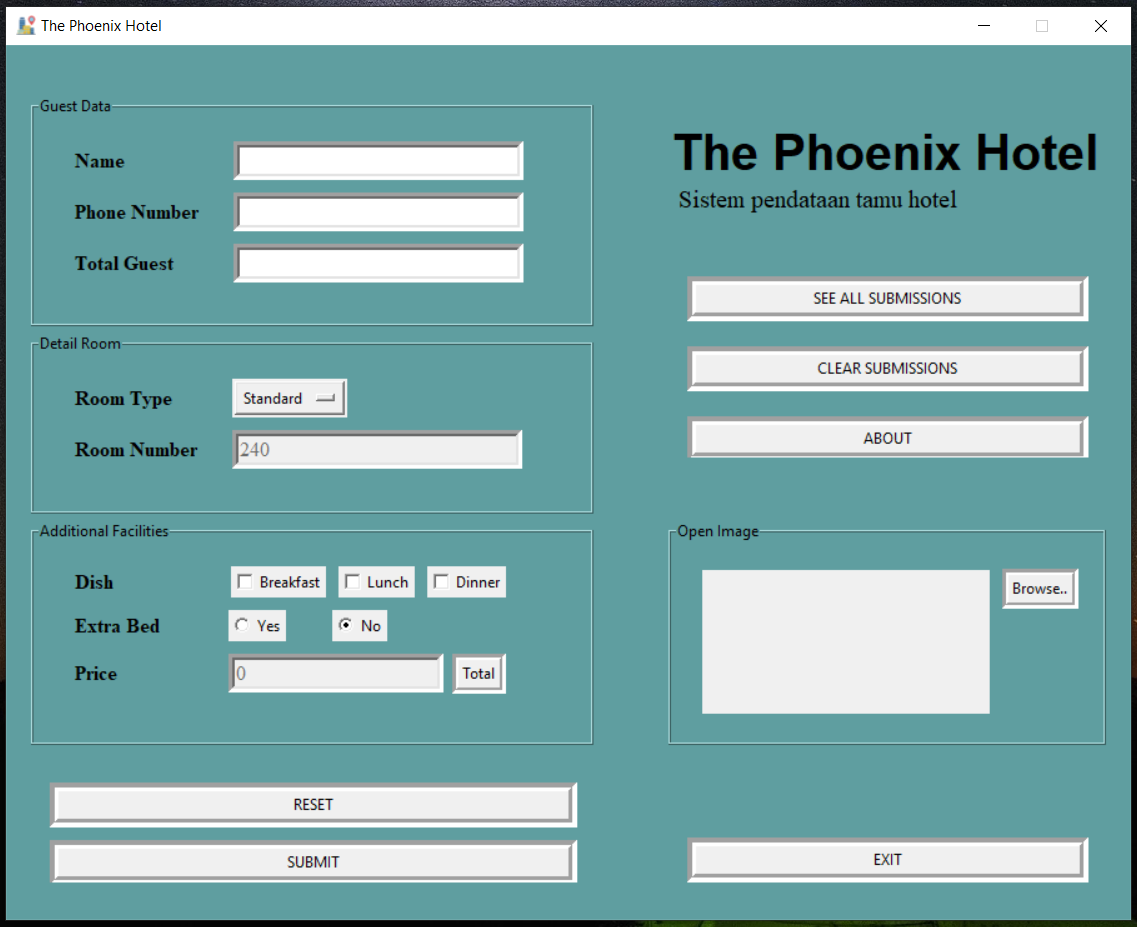 The Phoenix Hotel
Guest Data
Name
Phone Number
Total Guest
Detail Room
Room Type Standard
Room Number 240
Additional Facilities
Dish Breakfast Lunch Dinner
Extra Bed Yes No
Price 0 Total
RESET
SUBMIT
The Phoenix Hotel
Sistem pendataan tamu hotel
SEE ALL SUBMISSIONS
CLEAR SUBMISSIONS
ABOUT
Open Image
Browse..
EXIT